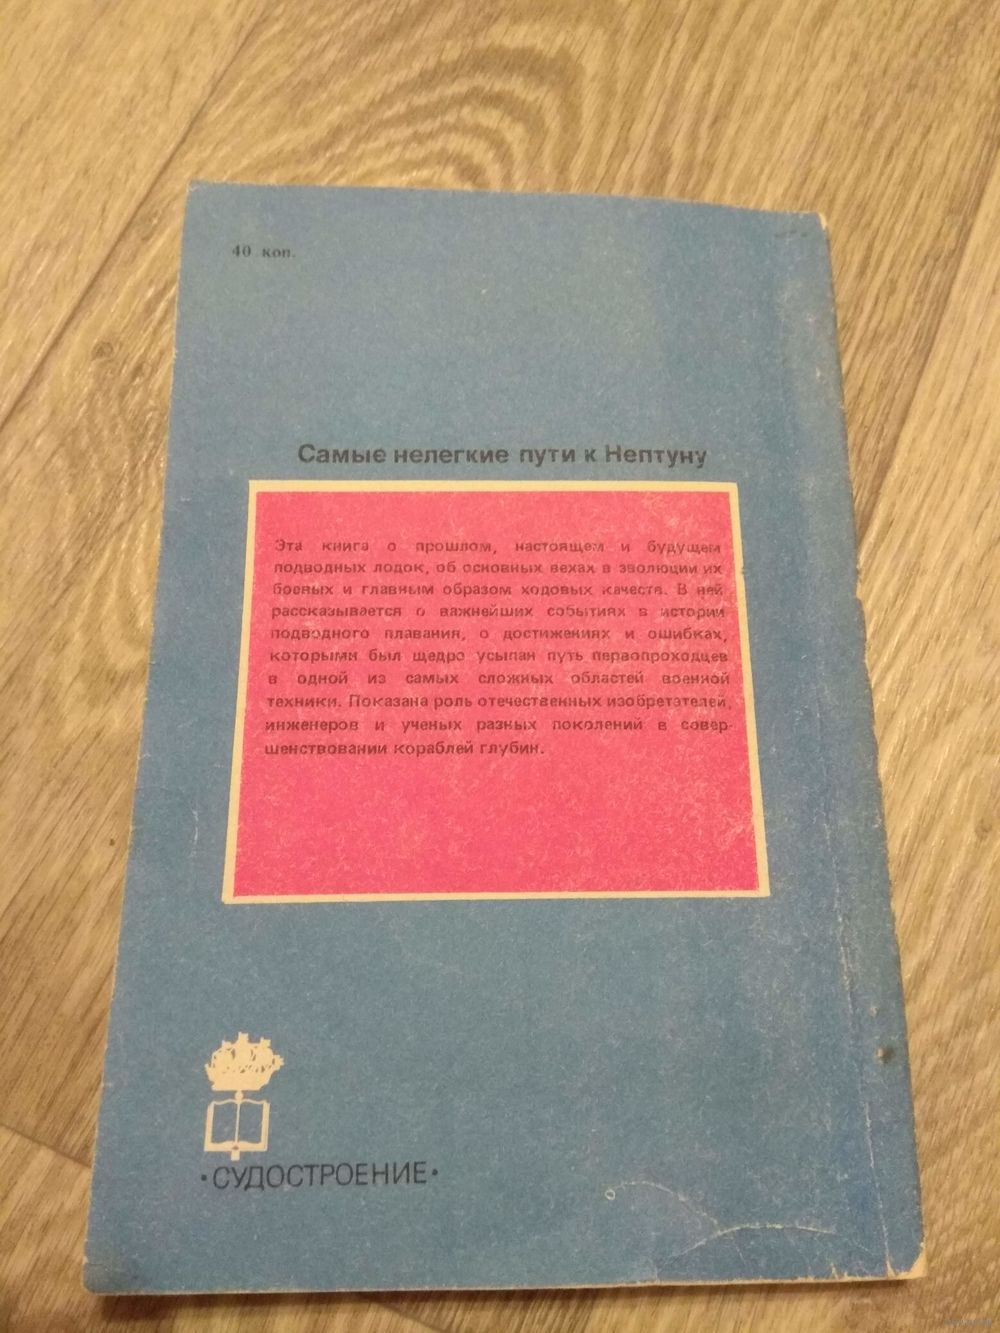 40 коп.
Самые нелегкие пути к Нептуну
Эта книга о прошлом, настоящем и будущем
подводных лодок, об основных вехах в эволюции их
боевых и главным образом ходовых качеств. В ней
рассказывается о важнейших событиях в истории
подводного плавания, о достижениях и ошибках,
которыми был щедро усыпан путь первопроходцев
в одной из самых сложных областей военной
техники. Показана роль отечественных изобретателей,
инженеров и ученых разных поколений в совер-
шенствовании кораблей глубин.
•СУДОСТРОЕНИЕ•